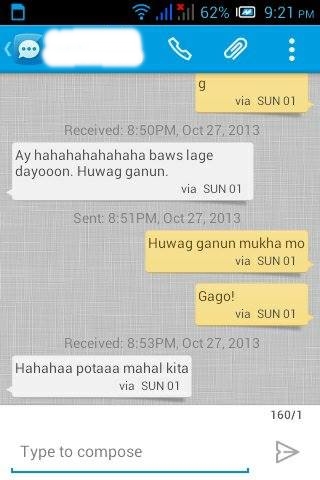 62% 9:21 PM
g
via SUN 01
Received: 8:50PM, Oct 27, 2013
Ay hahahahahahaha baws lage
dayooon. Huwag ganun.
via SUN 01
Sent: 8:51PM, Oct 27, 2013
Huwag ganun mukha mo
via SUN 01
Gago!
via SUN 01
Received: 8:53PM, Oct 27, 2013
Hahahaa potaaa mahal kita
via SUN 01
160/1
Type to compose